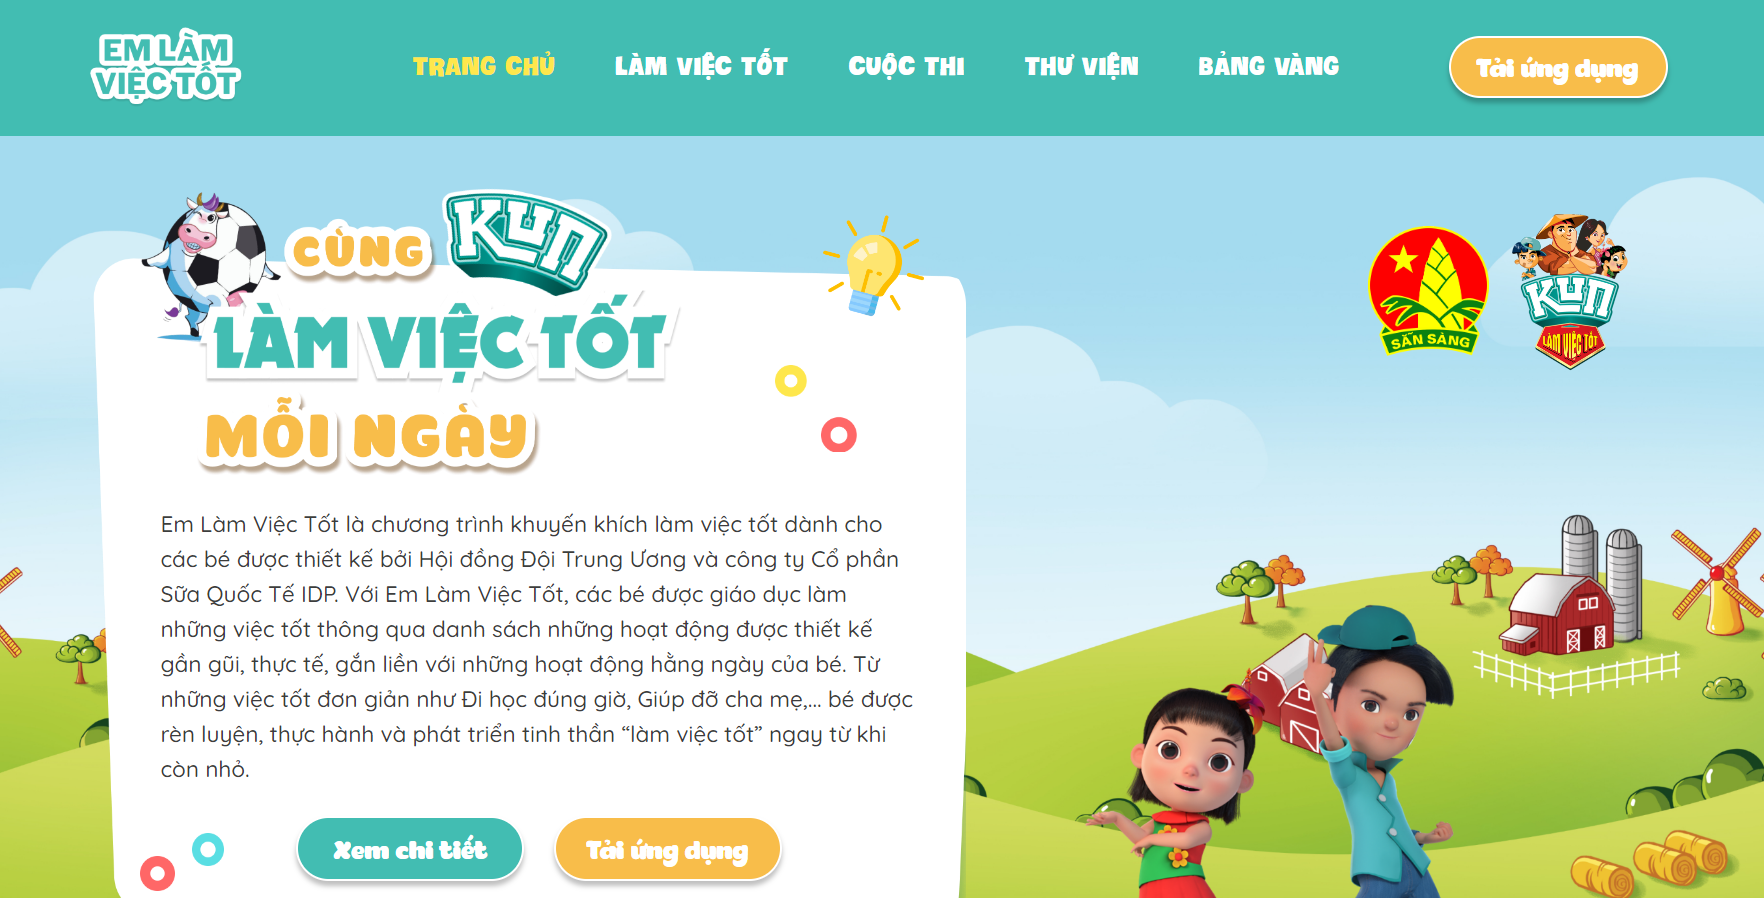 EM LÀM
VIỆC TỐT
TRANG CHỦ
LÀM VIỆC TỐT
CUỘC THI
THƯ VIỆN
BẢNG VÀNG
Tải ứng dụng
CÙNG KUN
LÀM VIỆC TỐT
MỖI NGÀY
SẴN SÀNG
KUN
LÀM VIỆC TỐT
Em Làm Việc Tốt là chương trình khuyến khích làm việc tốt dành cho
các bé được thiết kế bởi Hội đồng Đội Trung Ương và công ty Cổ phần
Sữa Quốc Tế IDP. Với Em Làm Việc Tốt, các bé được giáo dục làm
những việc tốt thông qua danh sách những hoạt động được thiết kế
gần gũi, thực tế, gắn liền với những hoạt động hằng ngày của bé. Từ
những việc tốt đơn giản như Đi học đúng giờ, Giúp đỡ cha mẹ,... bé được
rèn luyện, thực hành và phát triển tinh thần “làm việc tốt” ngay từ khi
còn nhỏ.
Xem chi tiết
Tải ứng dụng